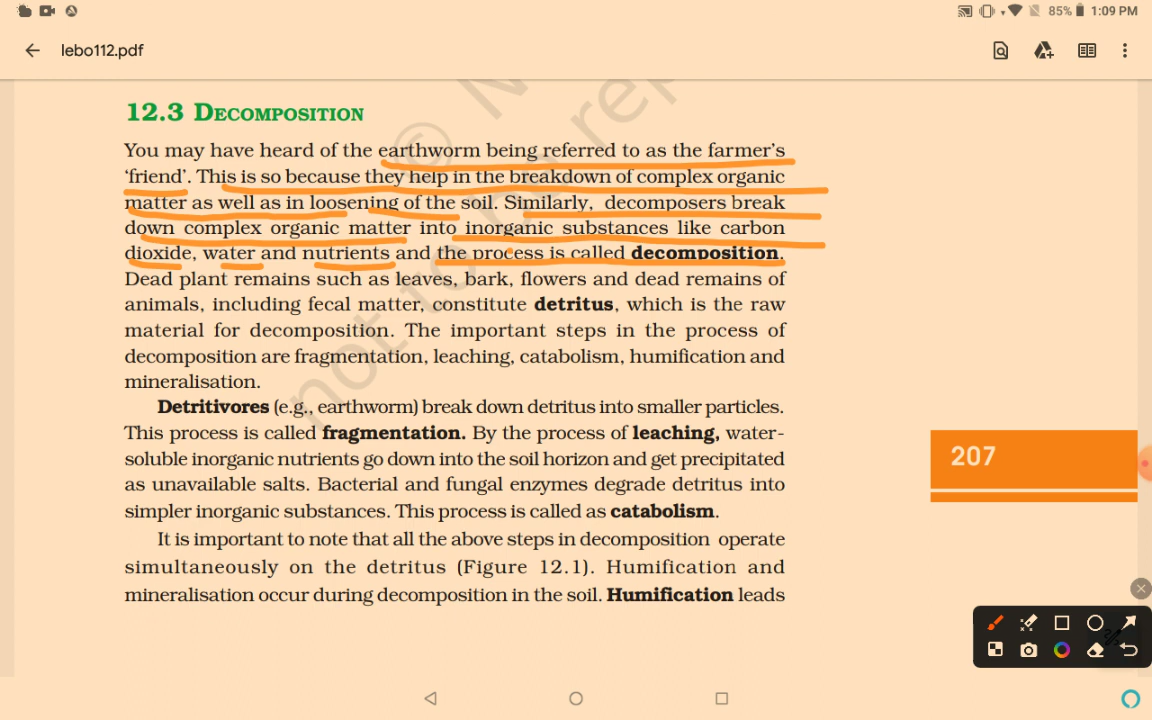 85% 1:09 PM
lebo112.pdf
12.3 DECOMPOSITION
You may have heard of the earthworm being referred to as the farmer's
'friend'. This is so because they help in the breakdown of complex organic
matter as well as in loosening of the soil. Similarly, decomposers break
down complex organic matter into inorganic substances like carbon
dioxide, water and nutrients and the process is called decomposition.
Dead plant remains such as leaves, bark, flowers and dead remains of
animals, including fecal matter, constitute detritus, which is the raw
material for decomposition. The important steps in the process of
decomposition are fragmentation, leaching, catabolism, humification and
mineralisation.
Detritivores (e.g., earthworm) break down detritus into smaller particles.
This process is called fragmentation. By the process of leaching, water-
soluble inorganic nutrients go down into the soil horizon and get precipitated
as unavailable salts. Bacterial and fungal enzymes degrade detritus into
simpler inorganic substances. This process is called as catabolism.
It is important to note that all the above steps in decomposition operate
simultaneously on the detritus (Figure 12.1). Humification and
mineralisation occur during decomposition in the soil. Humification leads
207
© N
not to be rep